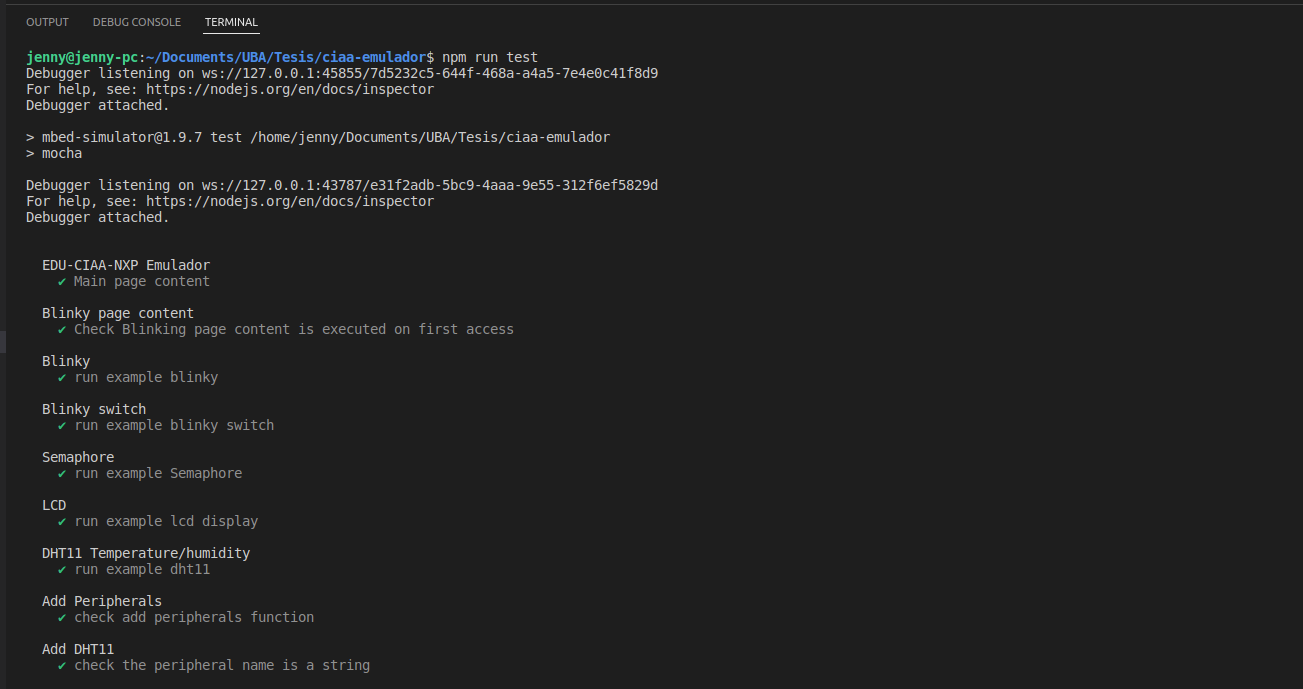 OUTPUT DEBUG CONSOLE TERMINAL
jenny@jenny-pc:~/Documents/UBA/Tesis/ciaa-emulador$ npm run test
Debugger listening on ws://127.0.0.1:45855/7d5232c5-644f-468a-a4a5-7e4e0c41f8d9
For help, see: https://nodejs.org/en/docs/inspector
Debugger attached.
> mbed-simulator@1.9.7 test /home/jenny/Documents/UBA/Tesis/ciaa-emulador
> mocha
Debugger listening on ws://127.0.0.1:43787/e31f2adb-5bc9-4aaa-9e55-312f6ef5829d
For help, see: https://nodejs.org/en/docs/inspector
Debugger attached.
EDU-CIAA-NXP Emulador
✔ Main page content
Blinky page content
✔ Check Blinking page content is executed on first access
Blinky
✔ run example blinky
Blinky switch
✔ run example blinky switch
Semaphore
✔ run example Semaphore
LCD
✔ run example lcd display
DHT11 Temperature/humidity
✔ run example dht11
Add Peripherals
✔ check add peripherals function
Add DHT11
✔ check the peripheral name is a string